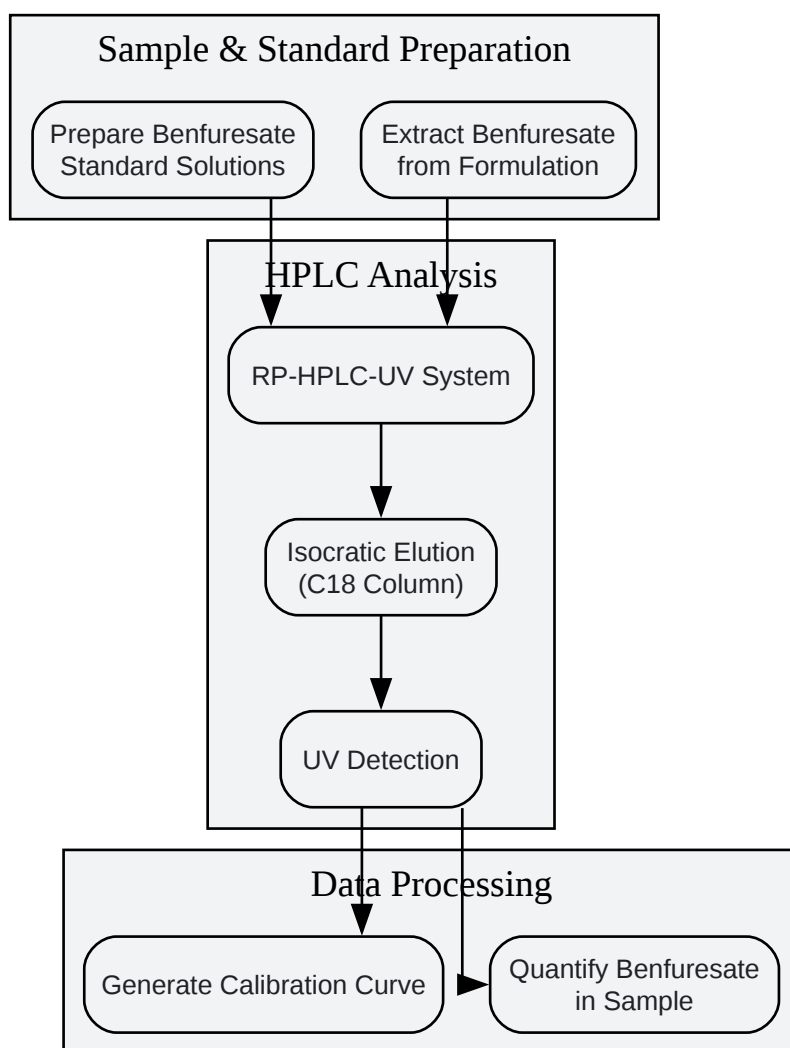 Sample & Standard Preparation
Prepare Benfuresate
Standard Solutions
Extract Benfuresate
from Formulation
HPLC Analysis
RP-HPLC-UV System
Isocratic Elution
(C18 Column)
UV Detection
Data Processing
Generate Calibration Curve
Quantify Benfuresate
in Sample